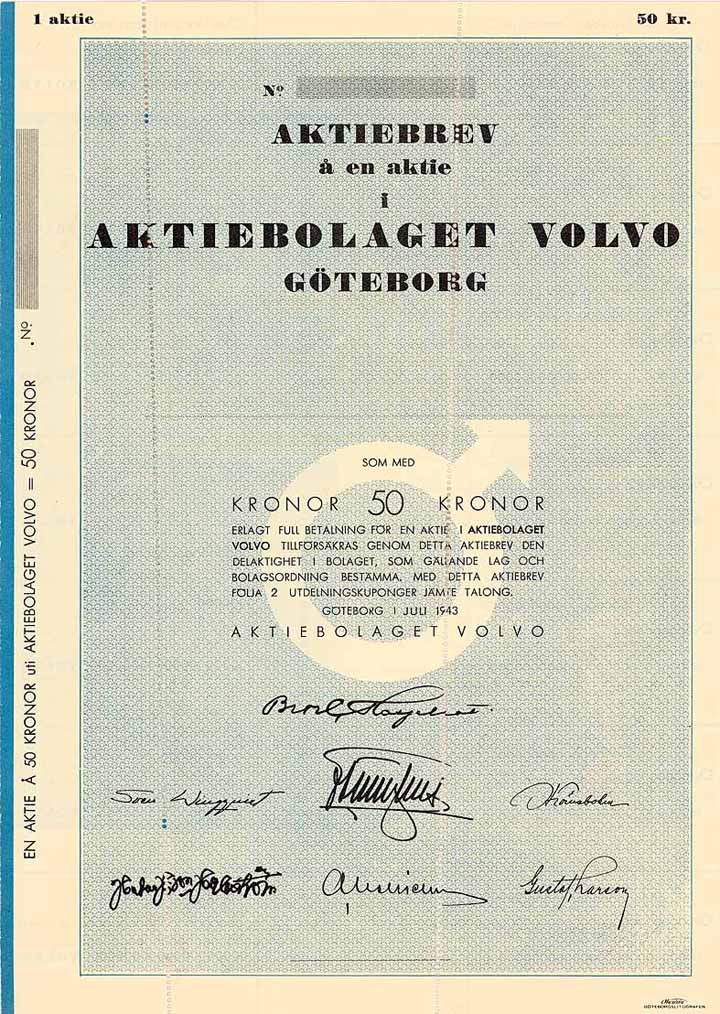 1 aktie
50 kr.
Nº
AKTIEBREV
å en aktie
i
AKTIEBOLAGET VOLVO
GÖTEBORG
SOM MED
KRONOR 50 KRONOR
ERLAGT FULL BETALNING FÖR EN AKTIE I AKTIEBOLAGET
VOLVO TILLFÖRSÄKRAS GENOM DETTA AKTIEBREV DEN
DELAKTIGHET I BOLAGET, SOM GÄLLANDE LAG OCH
BOLAGSORDNING BESTÄMMA. MED DETTA AKTIEBREV
FÖLJA 2 UTDELNINGSKUPONGER JÄMTE TALONG.
GÖTEBORG I JULI 1943
AKTIEBOLAGET VOLVO
Gustaf Larson
EN AKTIE Å 50 KRONOR uti AKTIEBOLAGET VOLVO = 50 KRONOR . Nº
GÖTEBORGSLITOGRAFEN